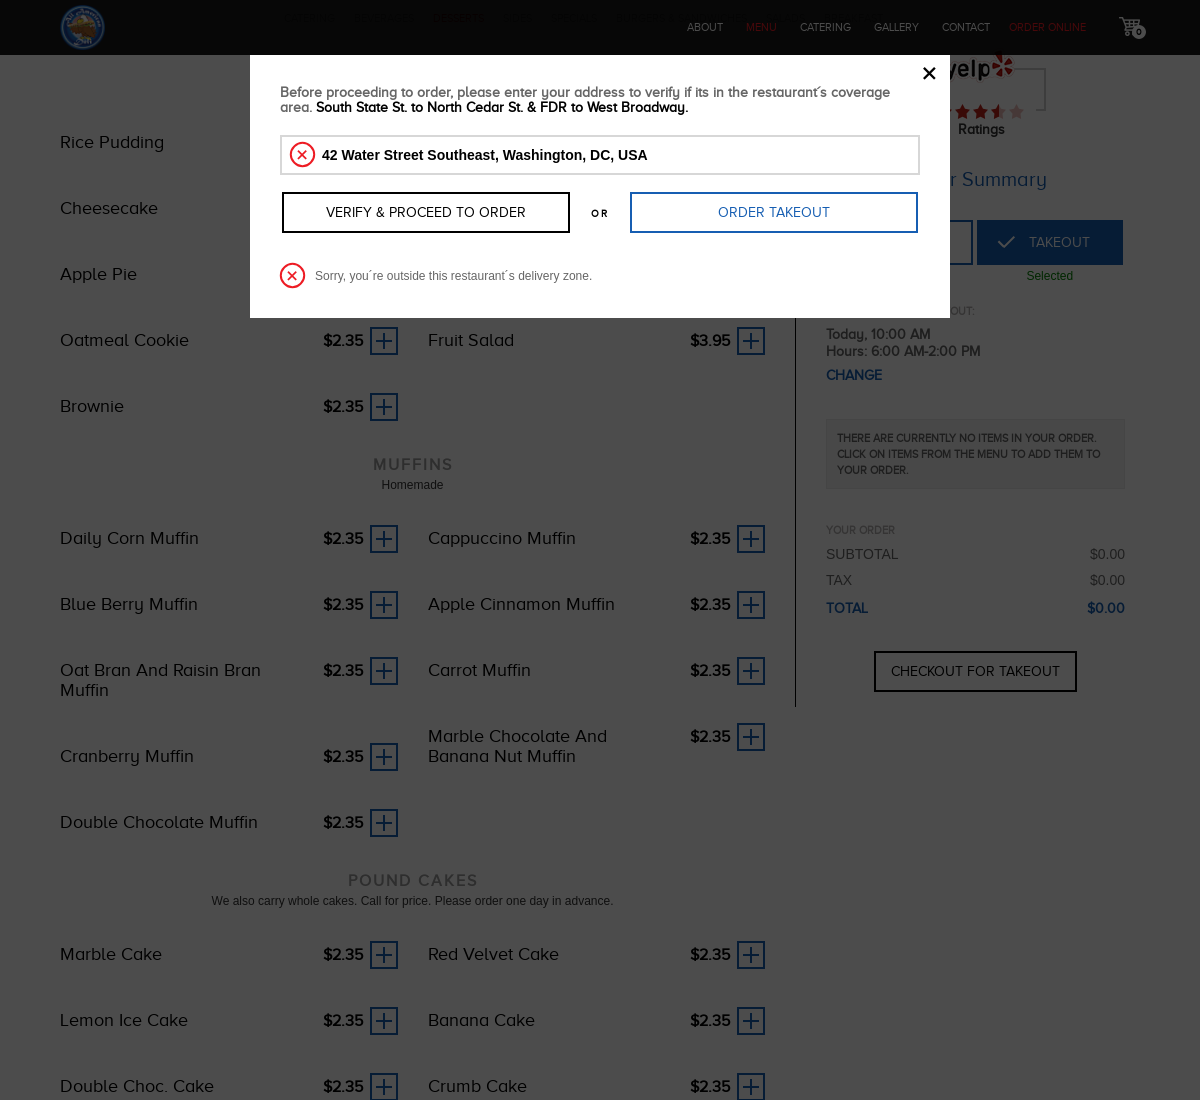 ABOUT MENU CATERING GALLERY CONTACT ORDER ONLINE 0
Before proceeding to order, please enter your address to verify if its in the restaurant´s coverage
area. South State St. to North Cedar St. & FDR to West Broadway.
42 Water Street Southeast, Washington, DC, USA
VERIFY & PROCEED TO ORDER OR ORDER TAKEOUT
Sorry, you´re outside this restaurant´s delivery zone.
Rice Pudding
Cheesecake
Apple Pie
Oatmeal Cookie $2.35 Fruit Salad $3.95
Brownie $2.35
MUFFINS
Homemade
Daily Corn Muffin $2.35 Cappuccino Muffin $2.35
Blue Berry Muffin $2.35 Apple Cinnamon Muffin $2.35
Oat Bran And Raisin Bran
Muffin $2.35 Carrot Muffin $2.35
Cranberry Muffin $2.35 Marble Chocolate And
Banana Nut Muffin $2.35
Double Chocolate Muffin $2.35
POUND CAKES
We also carry whole cakes. Call for price. Please order one day in advance.
Marble Cake $2.35 Red Velvet Cake $2.35
Lemon Ice Cake $2.35 Banana Cake $2.35
Double Choc. Cake $2.35 Crumb Cake $2.35
yelp
Ratings
Summary
TAKEOUT
Selected
Today, 10:00 AM
Hours: 6:00 AM-2:00 PM
CHANGE
THERE ARE CURRENTLY NO ITEMS IN YOUR ORDER.
CLICK ON ITEMS FROM THE MENU TO ADD THEM TO
YOUR ORDER.
YOUR ORDER
SUBTOTAL $0.00
TAX $0.00
TOTAL $0.00
CHECKOUT FOR TAKEOUT